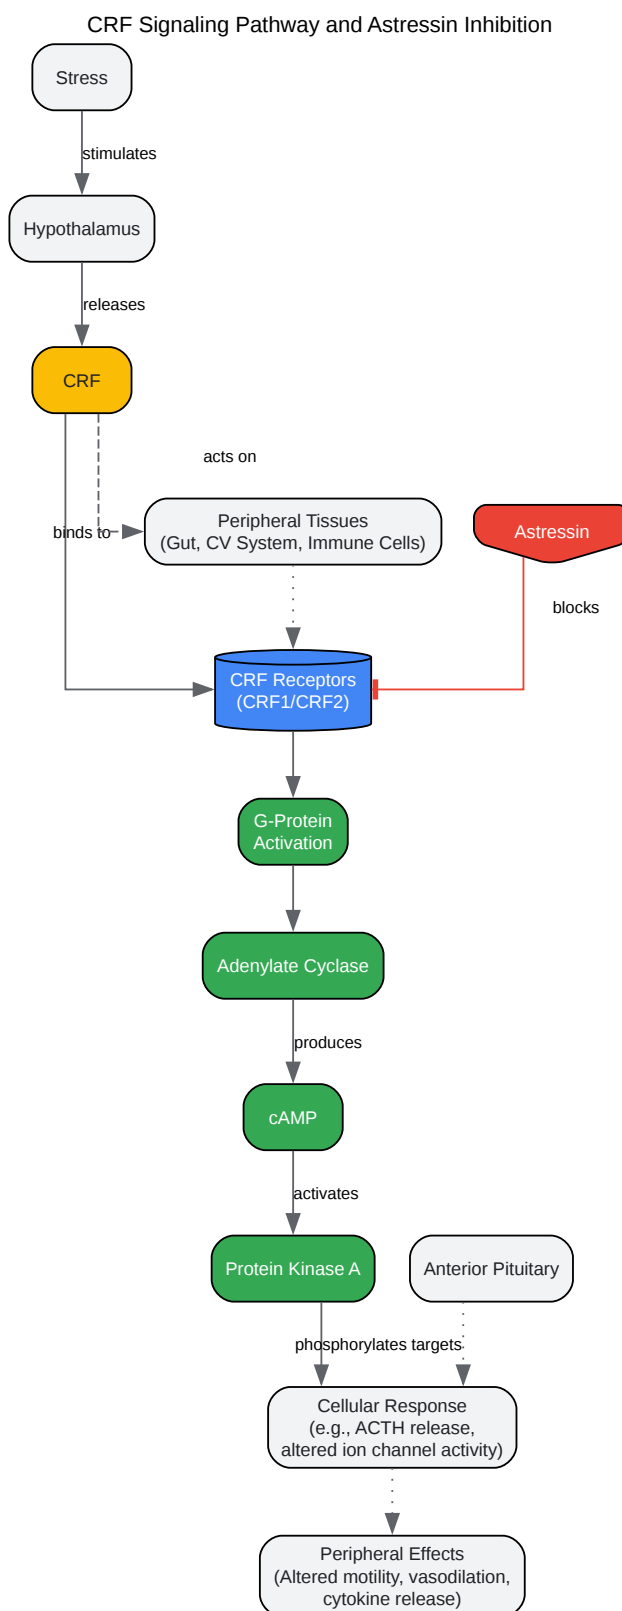 CRF Signaling Pathway and Astressin Inhibition
Stress
stimulates
Hypothalamus
releases
CRF
acts on
binds to
Peripheral Tissues
(Gut, CV System, Immune Cells)
Astressin
blocks
CRF Receptors
(CRF1/CRF2)
G-Protein
Activation
Adenylate Cyclase
produces
cAMP
activates
Protein Kinase A
Anterior Pituitary
phosphorylates targets
Cellular Response
(e.g., ACTH release,
altered ion channel activity)
Peripheral Effects
(Altered motility, vasodilation,
cytokine release)